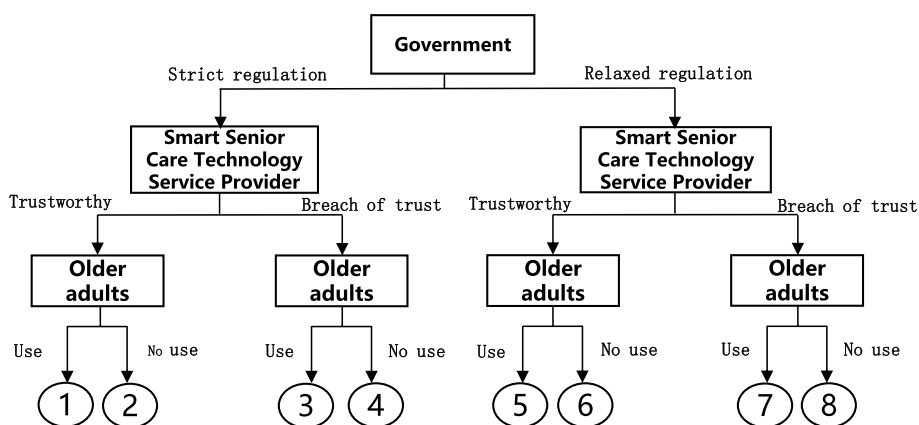 Government
Strict regulation
Relaxed regulation
Smart Senior
Care Technology
Service Provider
Smart Senior
Care Technology
Service Provider
Trustworthy
Breach of trust
Trustworthy
Breach of trust
Older
adults
Older
adults
Older
adults
Older
adults
Use
No use
Use
No use
Use
No use
Use
No use
1
2
3
4
5
6
7
8